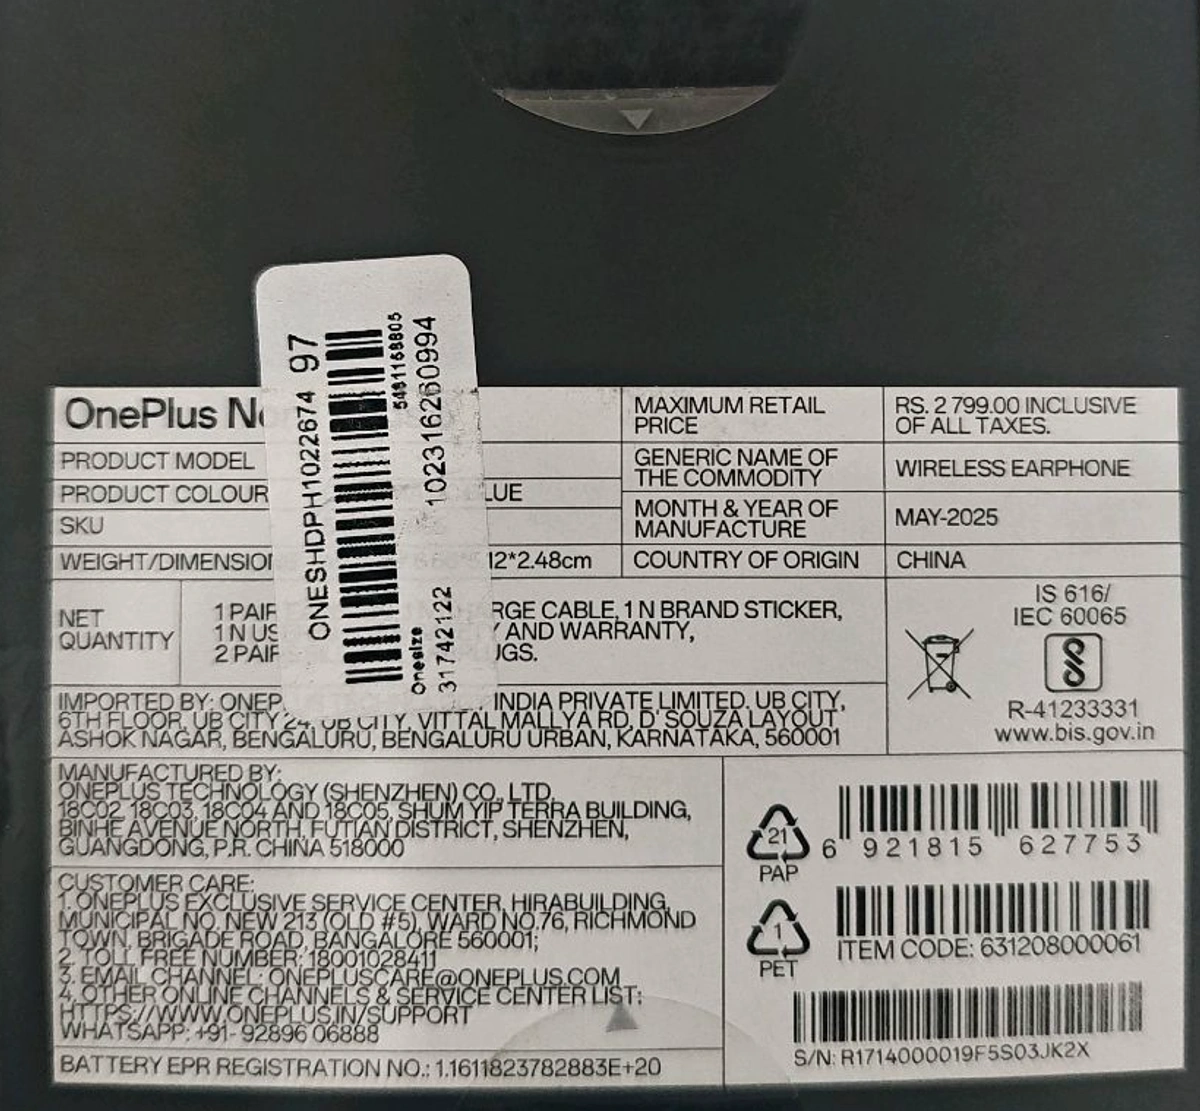 ONESHDPH1022674 97
5491158805
102316260994
Onesize
31742122
OnePlus
MAXIMUM RETAIL
PRICE
RS. 2 799.00 INCLUSIVE
OF ALL TAXES.
PRODUCT MODEL
GENERIC NAME OF
THE COMMODITY
WIRELESS EARPHONE
PRODUCT COLOUR
LUE
SKU
MONTH & YEAR OF
MANUFACTURE
MAY-2025
WEIGHT/DIMENSION
12*2.48cm
COUNTRY OF ORIGIN
CHINA
NET
QUANTITY
1 PAIR RGE CABLE, 1 N BRAND STICKER,
1 N US Y AND WARRANTY,
2 PAIR UGS.
IS 616/
IEC 60065
R-41233331
www.bis.gov.in
IMPORTED BY: ONEP INDIA PRIVATE LIMITED. UB CITY,
6TH FLOOR, UB CITY 24, UB CITY, VITTAL MALLYA RD, D' SOUZA LAYOUT,
ASHOK NAGAR, BENGALURU, BENGALURU URBAN, KARNATAKA, 560001
MANUFACTURED BY:
ONEPLUS TECHNOLOGY (SHENZHEN) CO., LTD.
18C02, 18C03, 18C04 AND 18C05, SHUM YIP TERRA BUILDING,
BINHE AVENUE NORTH, FUTIAN DISTRICT, SHENZHEN,
GUANGDONG, P.R. CHINA 518000
CUSTOMER CARE:
1. ONEPLUS EXCLUSIVE SERVICE CENTER, HIRABUILDING,
MUNICIPAL NO. NEW 213 (OLD #5), WARD NO.76, RICHMOND
TOWN, BRIGADE ROAD, BANGALORE 560001;
2. TOLL FREE NUMBER: 18001028411
3. EMAIL CHANNEL: ONEPLUSCARE@ONEPLUS.COM
4. OTHER ONLINE CHANNELS & SERVICE CENTER LIST:
HTTPS://WWW.ONEPLUS.IN/SUPPORT
WHATSAPP: +91- 92896 06888
BATTERY EPR REGISTRATION NO.: 1.1611823782883E+20
21
PAP
6 921815 627753
1
PET
ITEM CODE: 631208000061
S/N: R1714000019F5S03JK2X